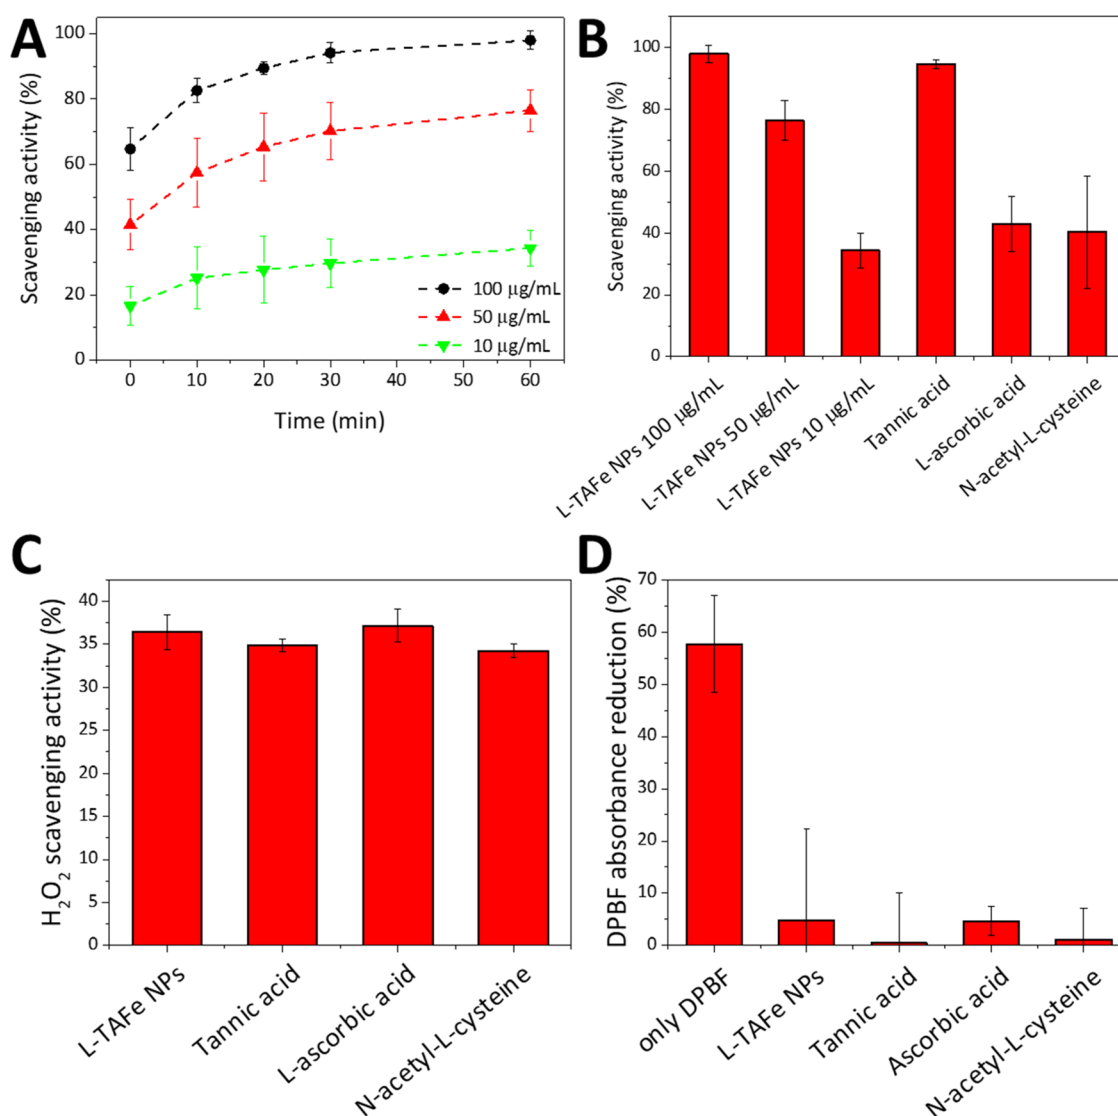 A
Scavenging activity (%)
100
80
60
40
20
0
0 10 20 30 40 50 60
Time (min)
100 µg/mL
50 µg/mL
10 µg/mL
B
Scavenging activity (%)
100
80
60
40
20
0
L-TAFe NPs 100 µg/mL
L-TAFe NPs 50 µg/mL
L-TAFe NPs 10 µg/mL
Tannic acid
L-ascorbic acid
N-acetyl-L-cysteine
C
H₂O₂ scavenging activity (%)
40
35
30
25
20
15
10
5
0
L-TAFe NPs
Tannic acid
L-ascorbic acid
N-acetyl-L-cysteine
D
DPBF absorbance reduction (%)
70
60
50
40
30
20
10
0
only DPBF
L-TAFe NPs
Tannic acid
Ascorbic acid
N-acetyl-L-cysteine